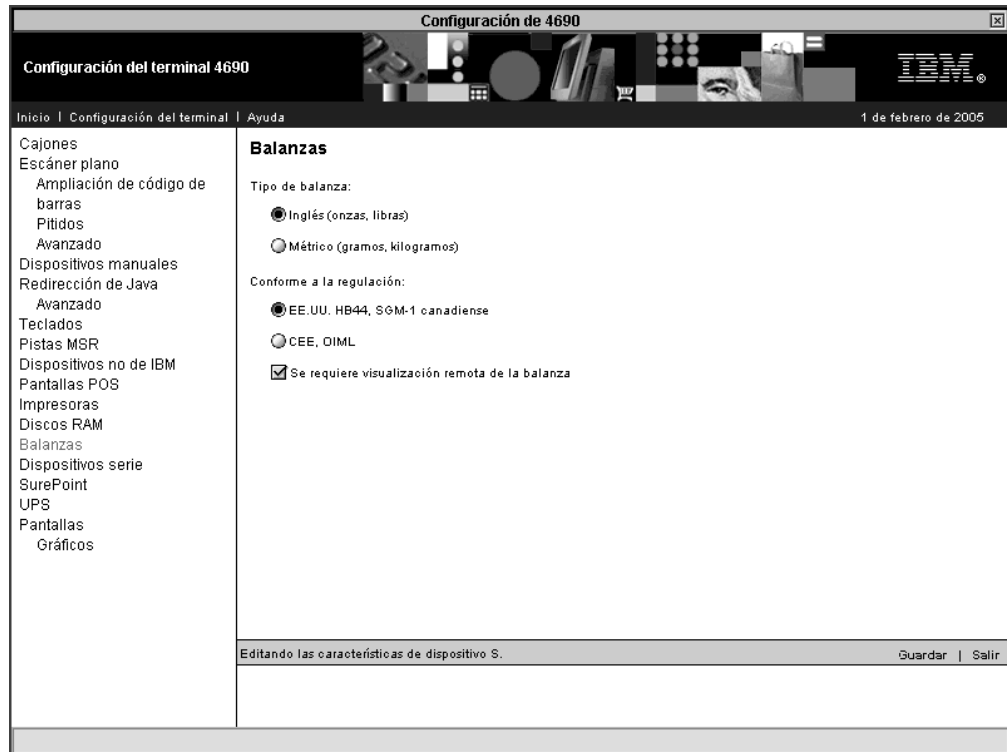 Configuración de 4690
Configuración del terminal 4690
IBM®
Inicio | Configuración del terminal | Ayuda
1 de febrero de 2005
Cajones
Escáner plano
Ampliación de código de
barras
Pitidos
Avanzado
Dispositivos manuales
Redirección de Java
Avanzado
Teclados
Pistas MSR
Dispositivos no de IBM
Pantallas POS
Impresoras
Discos RAM
Balanzas
Dispositivos serie
SurePoint
UPS
Pantallas
Gráficos
Balanzas
Tipo de balanza:
Inglés (onzas, libras)
Métrico (gramos, kilogramos)
Conforme a la regulación:
EE.UU. HB44, SGM-1 canadiense
CEE, OIML
Se requiere visualización remota de la balanza
Editando las características de dispositivo S.
Guardar | Salir